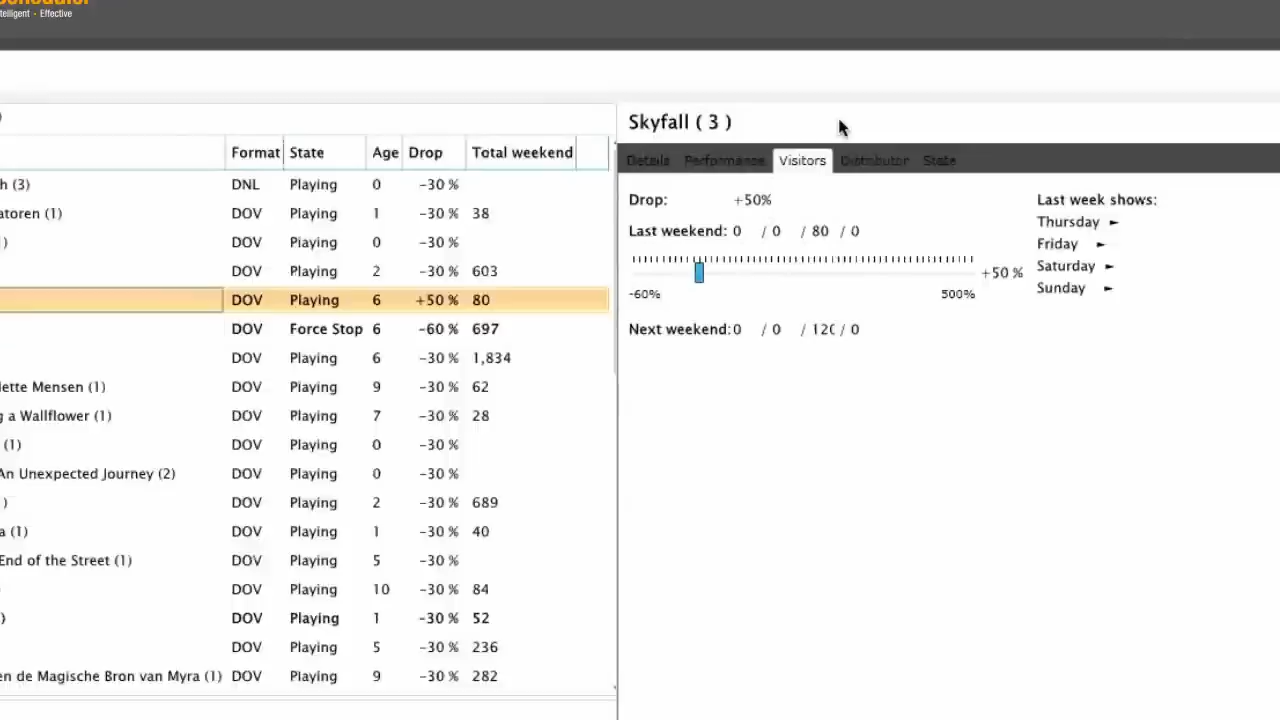 ntelligent - Effective
)
Format State Age Drop Total weekend
h (3) DNL Playing 0 -30 %
atoren (1) DOV Playing 1 -30 % 38
) DOV Playing 0 -30 %
DOV Playing 2 -30 % 603
DOV Playing 6 +50 % 80
DOV Force Stop 6 -60 % 697
DOV Playing 6 -30 % 1,834
lette Mensen (1) DOV Playing 9 -30 % 62
g a Wallflower (1) DOV Playing 7 -30 % 28
(1) DOV Playing 0 -30 %
An Unexpected Journey (2) DOV Playing 0 -30 %
) DOV Playing 2 -30 % 689
a (1) DOV Playing 1 -30 % 40
End of the Street (1) DOV Playing 5 -30 %
DOV Playing 10 -30 % 84
) DOV Playing 1 -30 % 52
DOV Playing 5 -30 % 236
en de Magische Bron van Myra (1) DOV Playing 9 -30 % 282
Skyfall ( 3 )
Details Performance Visitors Distributor State
Drop: +50%
Last weekend: 0 / 0 / 80 / 0
+50 %
-60% 500%
Next weekend: 0 / 0 / 120 / 0
Last week shows:
Thursday ►
Friday ►
Saturday ►
Sunday ►